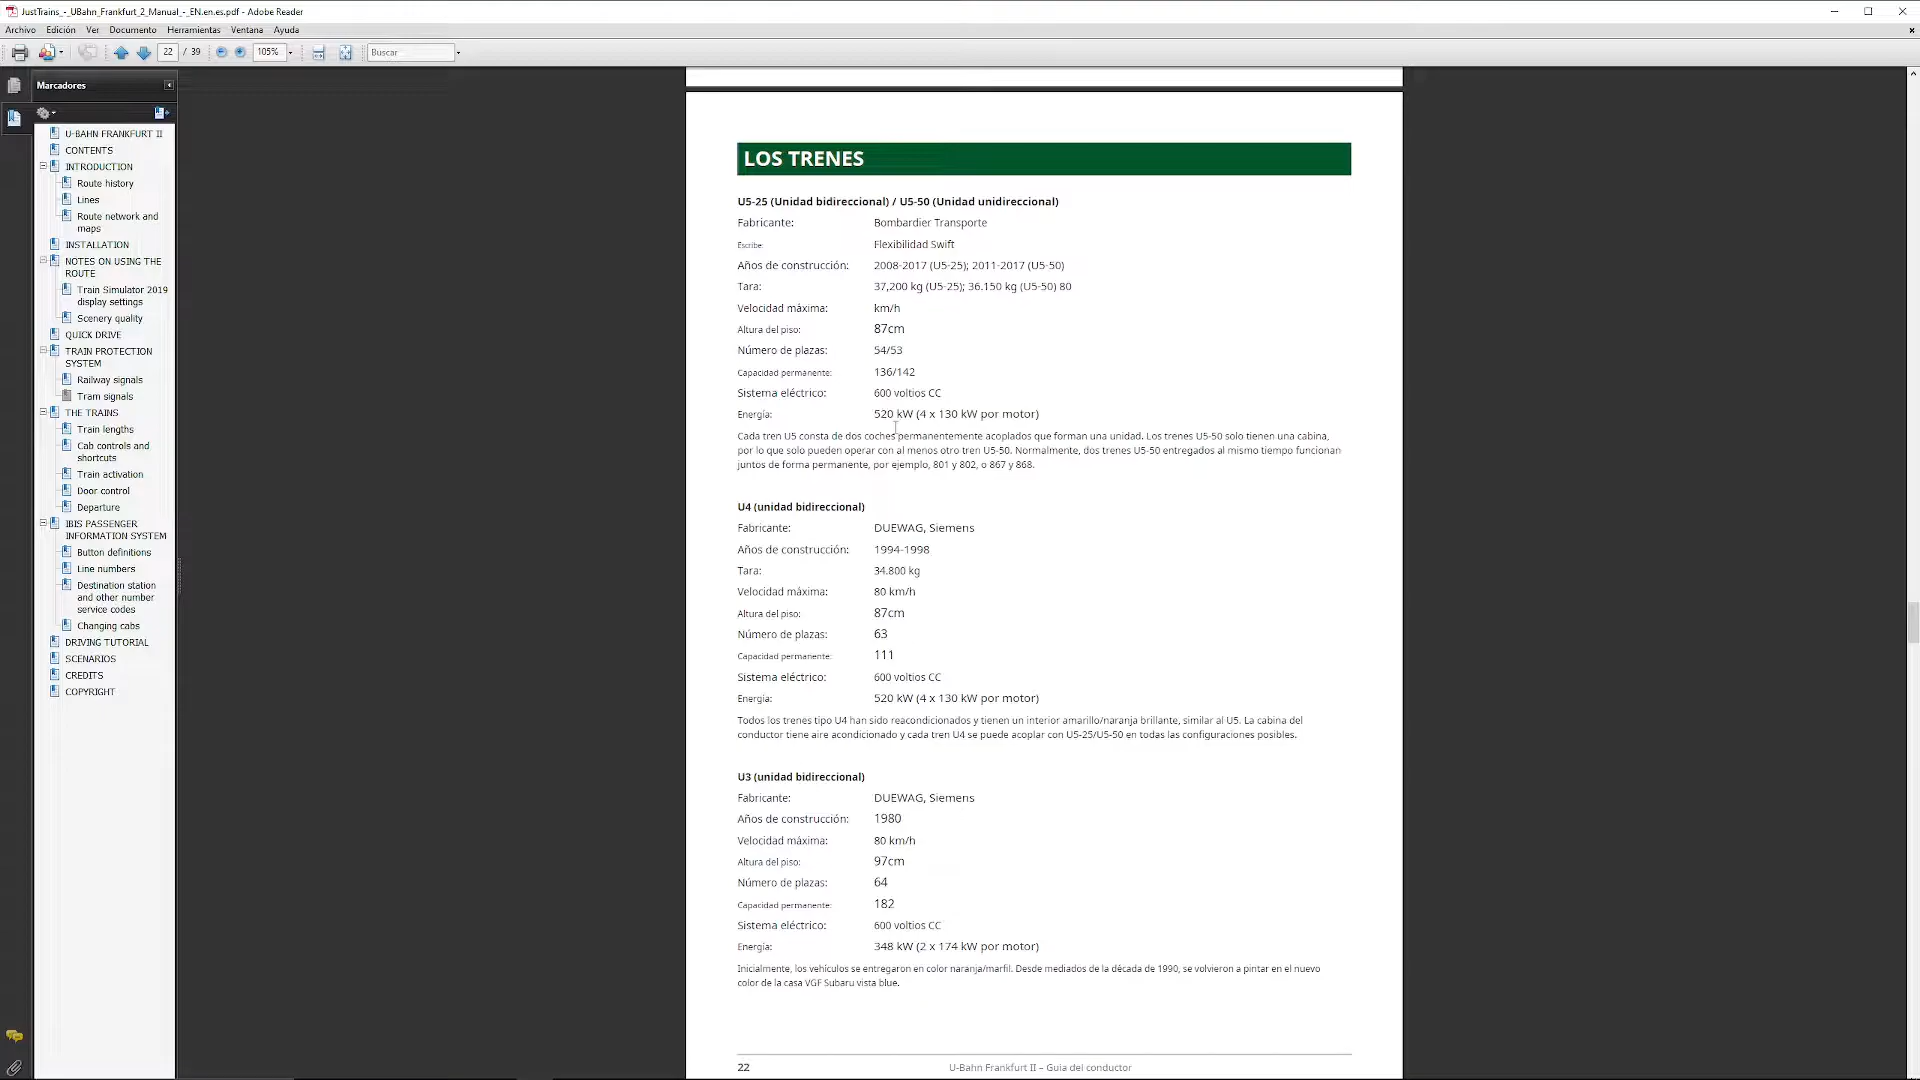 JustTrains_-_UBahn_Frankfurt_2_Manual_-_EN.en.es.pdf - Adobe Reader
Archivo Edición Ver Documento Herramientas Ventana Ayuda
22 / 39 105% Buscar
Marcadores
U-BAHN FRANKFURT II
CONTENTS
INTRODUCTION
Route history
Lines
Route network and
maps
INSTALLATION
NOTES ON USING THE
ROUTE
Train Simulator 2019
display settings
Scenery quality
QUICK DRIVE
TRAIN PROTECTION
SYSTEM
Railway signals
Tram signals
THE TRAINS
Train lengths
Cab controls and
shortcuts
Train activation
Door control
Departure
IBIS PASSENGER
INFORMATION SYSTEM
Button definitions
Line numbers
Destination station
and other number
service codes
Changing cabs
DRIVING TUTORIAL
SCENARIOS
CREDITS
COPYRIGHT
LOS TRENES
U5-25 (Unidad bidireccional) / U5-50 (Unidad unidireccional)
Fabricante: Bombardier Transporte
Escribe: Flexibilidad Swift
Años de construcción: 2008-2017 (U5-25); 2011-2017 (U5-50)
Tara: 37,200 kg (U5-25); 36.150 kg (U5-50) 80
Velocidad máxima: km/h
Altura del piso: 87cm
Número de plazas: 54/53
Capacidad permanente: 136/142
Sistema eléctrico: 600 voltios CC
Energía: 520 kW (4 x 130 kW por motor)
Cada tren U5 consta de dos coches permanentemente acoplados que forman una unidad. Los trenes U5-50 solo tienen una cabina,
por lo que solo pueden operar con al menos otro tren U5-50. Normalmente, dos trenes U5-50 entregados al mismo tiempo funcionan
juntos de forma permanente, por ejemplo, 801 y 802, o 867 y 868.
U4 (unidad bidireccional)
Fabricante: DUEWAG, Siemens
Años de construcción: 1994-1998
Tara: 34.800 kg
Velocidad máxima: 80 km/h
Altura del piso: 87cm
Número de plazas: 63
Capacidad permanente: 111
Sistema eléctrico: 600 voltios CC
Energía: 520 kW (4 x 130 kW por motor)
Todos los trenes tipo U4 han sido reacondicionados y tienen un interior amarillo/naranja brillante, similar al U5. La cabina del
conductor tiene aire acondicionado y cada tren U4 se puede acoplar con U5-25/U5-50 en todas las configuraciones posibles.
U3 (unidad bidireccional)
Fabricante: DUEWAG, Siemens
Años de construcción: 1980
Velocidad máxima: 80 km/h
Altura del piso: 97cm
Número de plazas: 64
Capacidad permanente: 182
Sistema eléctrico: 600 voltios CC
Energía: 348 kW (2 x 174 kW por motor)
Inicialmente, los vehículos se entregaron en color naranja/marfil. Desde mediados de la década de 1990, se volvieron a pintar en el nuevo
color de la casa VGF Subaru vista blue.
22 U-Bahn Frankfurt II – Guía del conductor